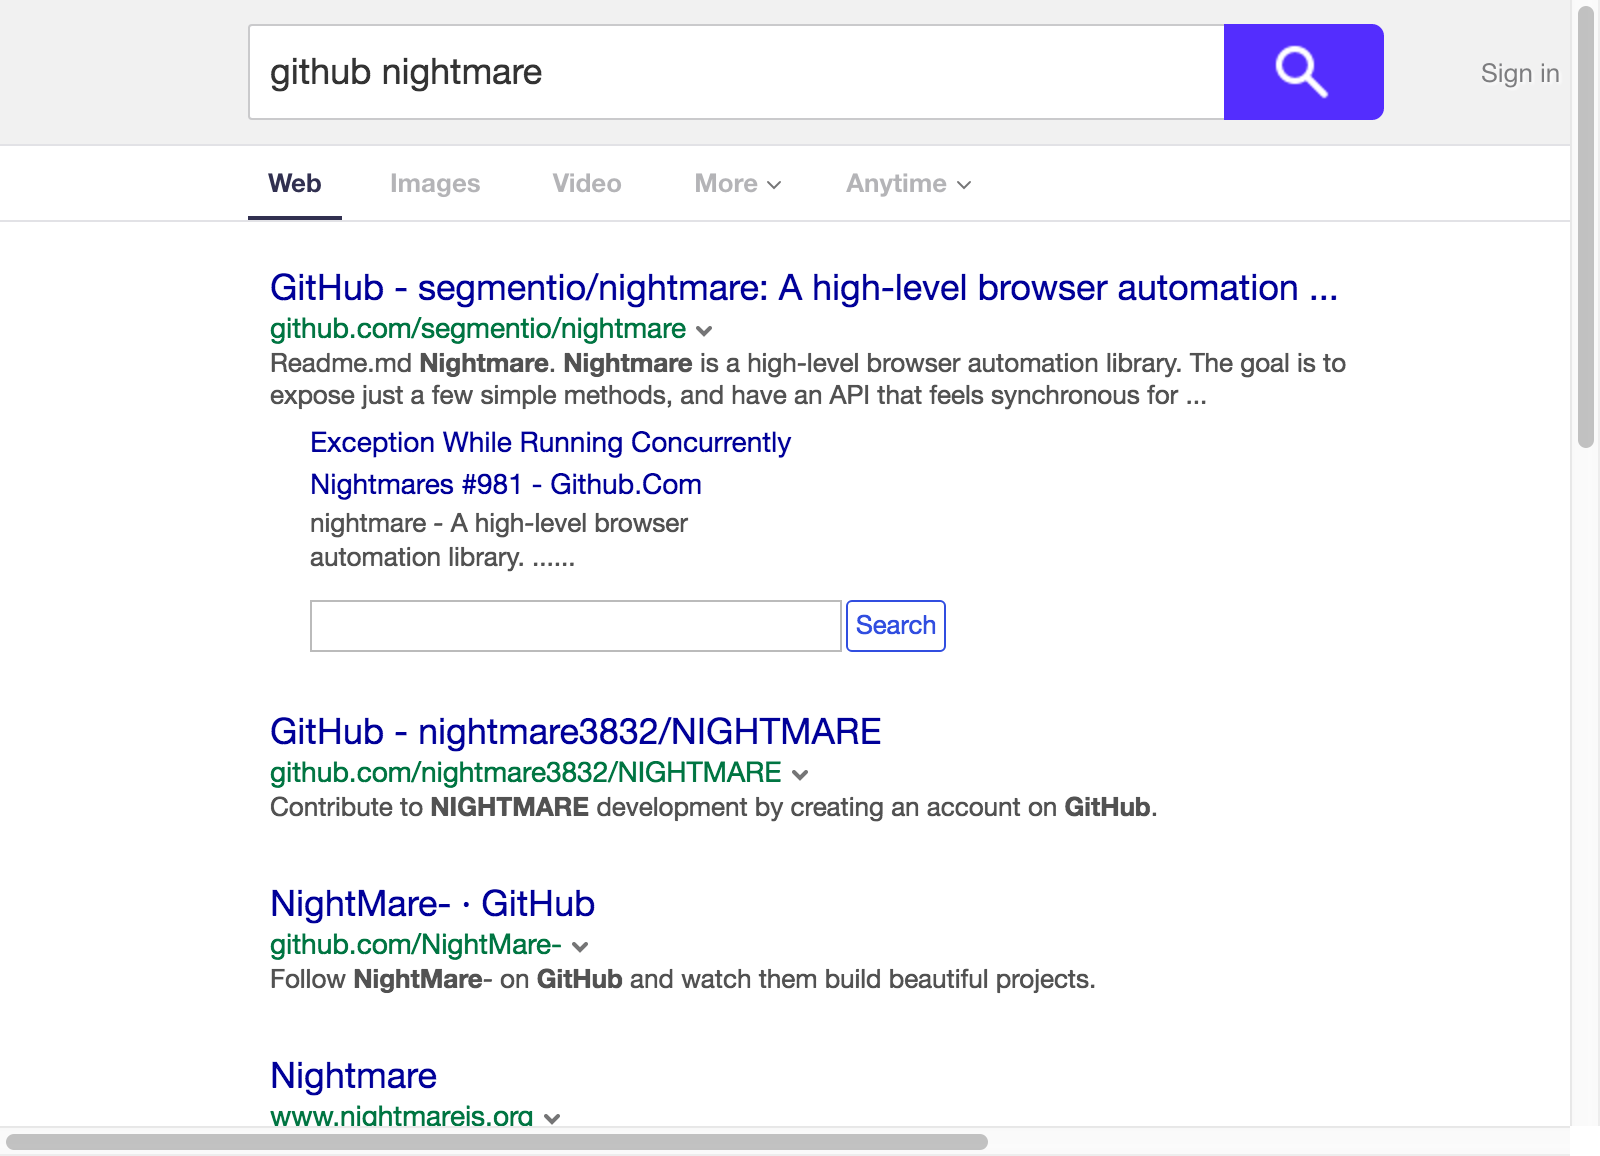 github nightmare
Sign in
Web Images Video More Anytime
GitHub - segmentio/nightmare: A high-level browser automation ...
github.com/segmentio/nightmare
Readme.md Nightmare. Nightmare is a high-level browser automation library. The goal is to
expose just a few simple methods, and have an API that feels synchronous for ...
Exception While Running Concurrently
Nightmares #981 - Github.Com
nightmare - A high-level browser
automation library. ......
Search
GitHub - nightmare3832/NIGHTMARE
github.com/nightmare3832/NIGHTMARE
Contribute to NIGHTMARE development by creating an account on GitHub.
NightMare- · GitHub
github.com/NightMare-
Follow NightMare- on GitHub and watch them build beautiful projects.
Nightmare
www.nightmarejs.org